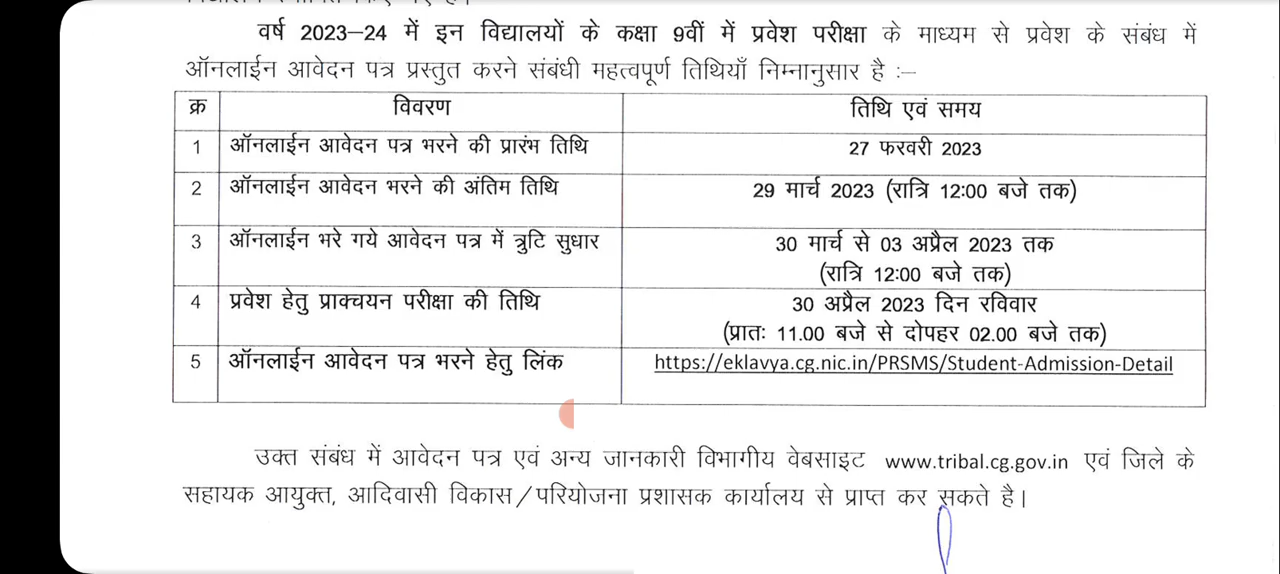 वर्ष 2023–24 में इन विद्यालयों के कक्षा 9वीं में प्रवेश परीक्षा के माध्यम से प्रवेश के संबंध में
ऑनलाईन आवेदन पत्र प्रस्तुत करने संबंधी महत्वपूर्ण तिथियाँ निम्नानुसार है :–
क्र विवरण तिथि एवं समय
1 ऑनलाईन आवेदन पत्र भरने की प्रारंभ तिथि 27 फरवरी 2023
2 ऑनलाईन आवेदन भरने की अंतिम तिथि 29 मार्च 2023 (रात्रि 12:00 बजे तक)
3 ऑनलाईन भरे गये आवेदन पत्र में त्रुटि सुधार 30 मार्च से 03 अप्रैल 2023 तक
(रात्रि 12:00 बजे तक)
4 प्रवेश हेतु प्राक्चयन परीक्षा की तिथि 30 अप्रैल 2023 दिन रविवार
(प्रातः 11.00 बजे से दोपहर 02.00 बजे तक)
5 ऑनलाईन आवेदन पत्र भरने हेतु लिंक https://eklavya.cg.nic.in/PRSMS/Student-Admission-Detail
उक्त संबंध में आवेदन पत्र एवं अन्य जानकारी विभागीय वेबसाइट www.tribal.cg.gov.in एवं जिले के
सहायक आयुक्त, आदिवासी विकास/परियोजना प्रशासक कार्यालय से प्राप्त कर सकते है।